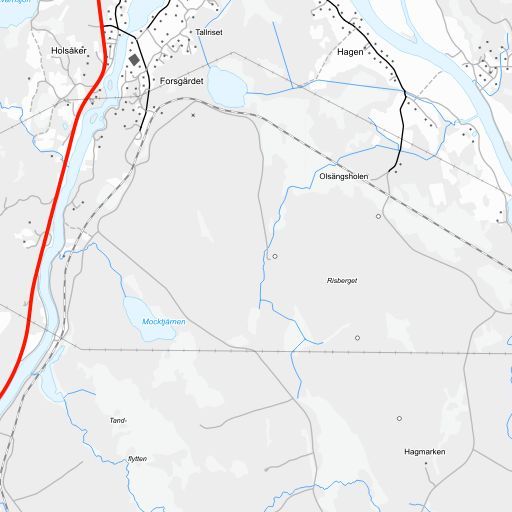 Tallriset
Holsåker
Hagen
Forsgärdet
Olsängsholen
Risberget
Mocktjärnen
Tand-
flytten
Hagmarken